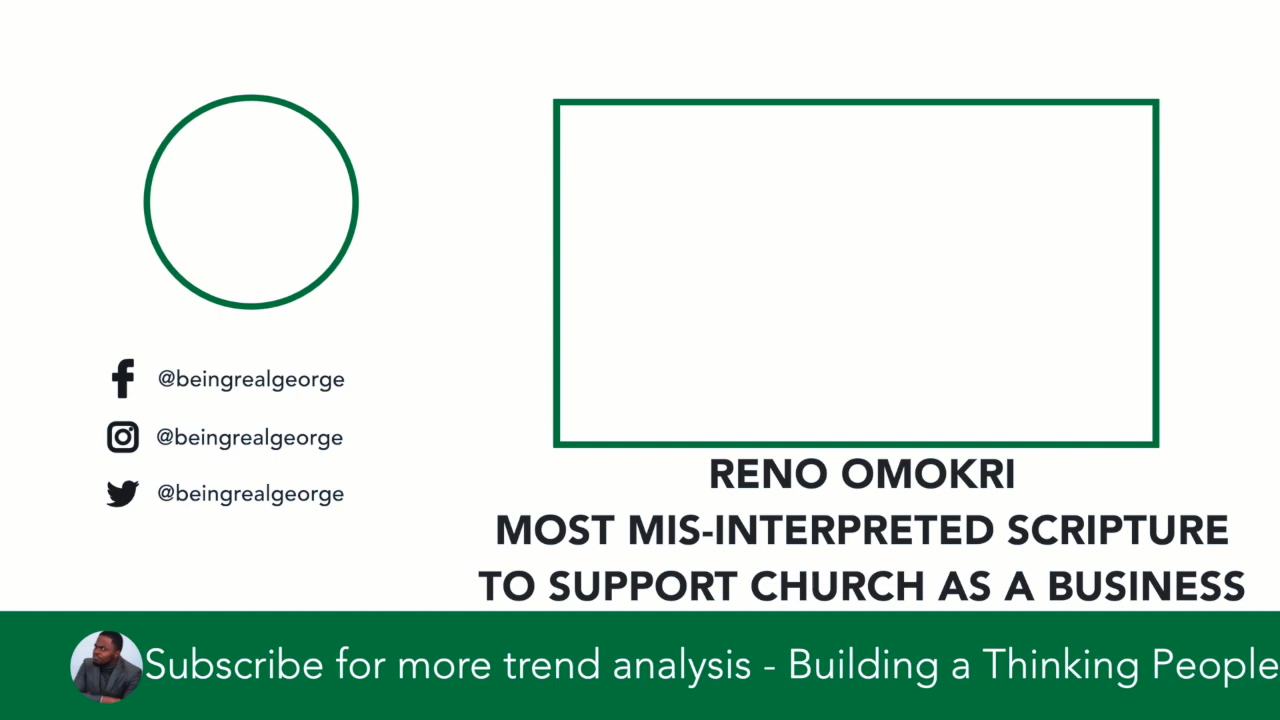 @beingrealgeorge
@beingrealgeorge
@beingrealgeorge
RENO OMOKRI
MOST MIS-INTERPRETED SCRIPTURE
TO SUPPORT CHURCH AS A BUSINESS
Subscribe for more trend analysis - Building a Thinking People